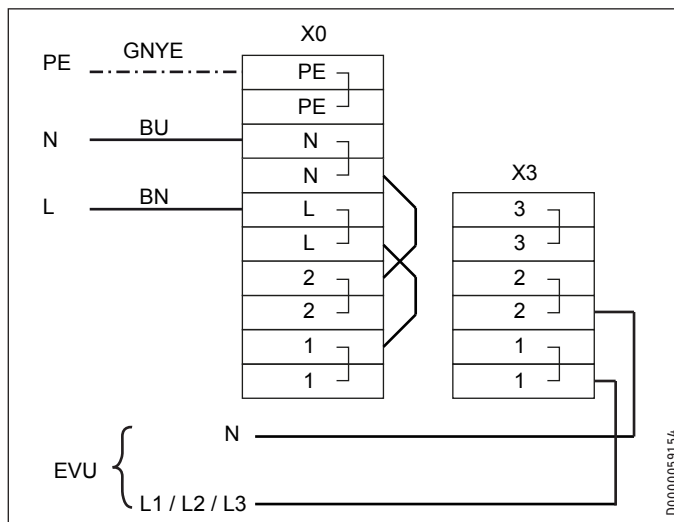 X0
PE GNYE PE
PE
N BU N
N
L BN L
L
2
2
1
1
X3
3
3
2
2
1
1
EVU
N
L1 / L2 / L3
D0000059154